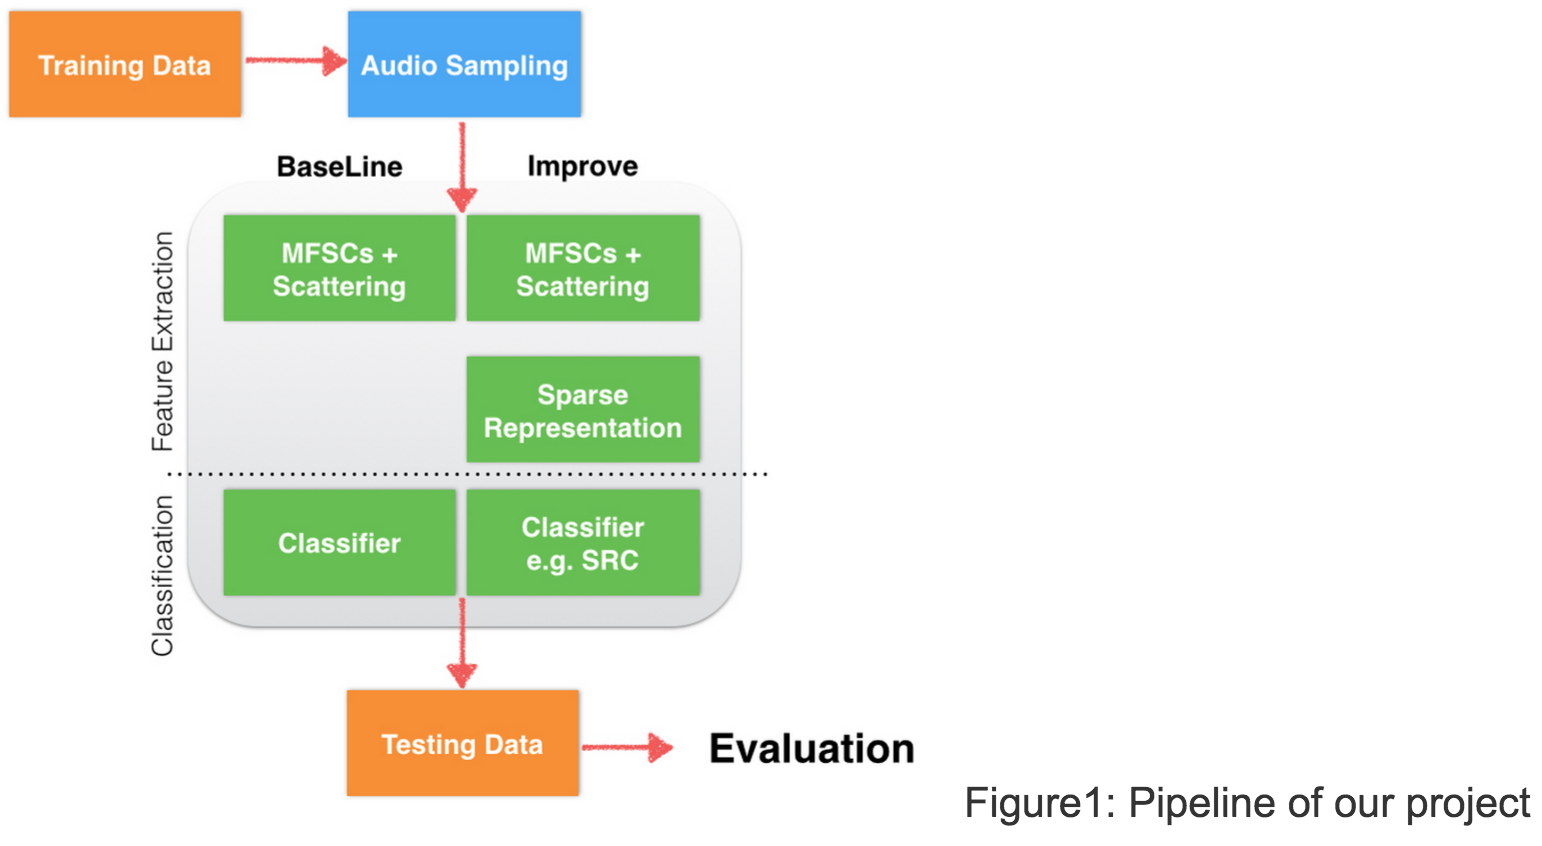 Training Data
Audio Sampling
BaseLine
Improve
Feature Extraction
MFSCs +
Scattering
MFSCs +
Scattering
Sparse
Representation
Classification
Classifier
Classifier
e.g. SRC
Testing Data
Evaluation
Figure1: Pipeline of our project